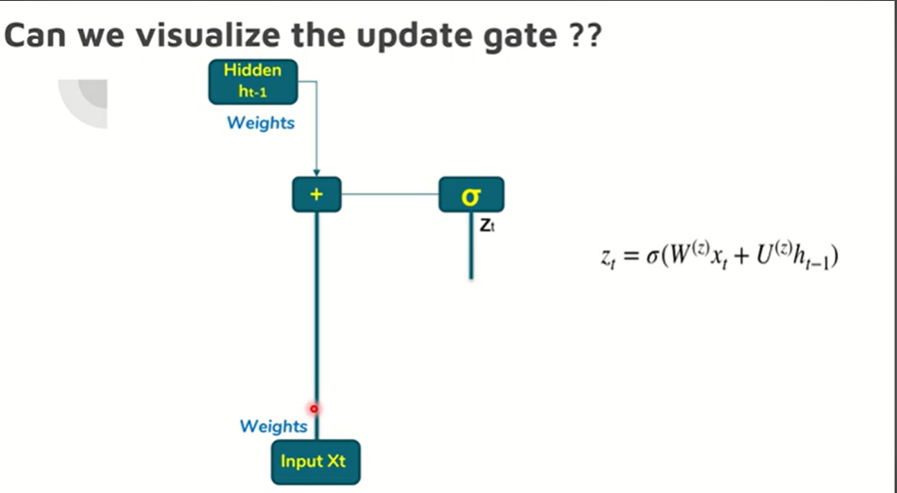 Can we visualize the update gate ??
Hidden
ht-1
Weights
+
σ
Zt
zₜ = σ(W⁽ᶻ⁾xₜ + U⁽ᶻ⁾hₜ₋₁)
Weights
Input Xt